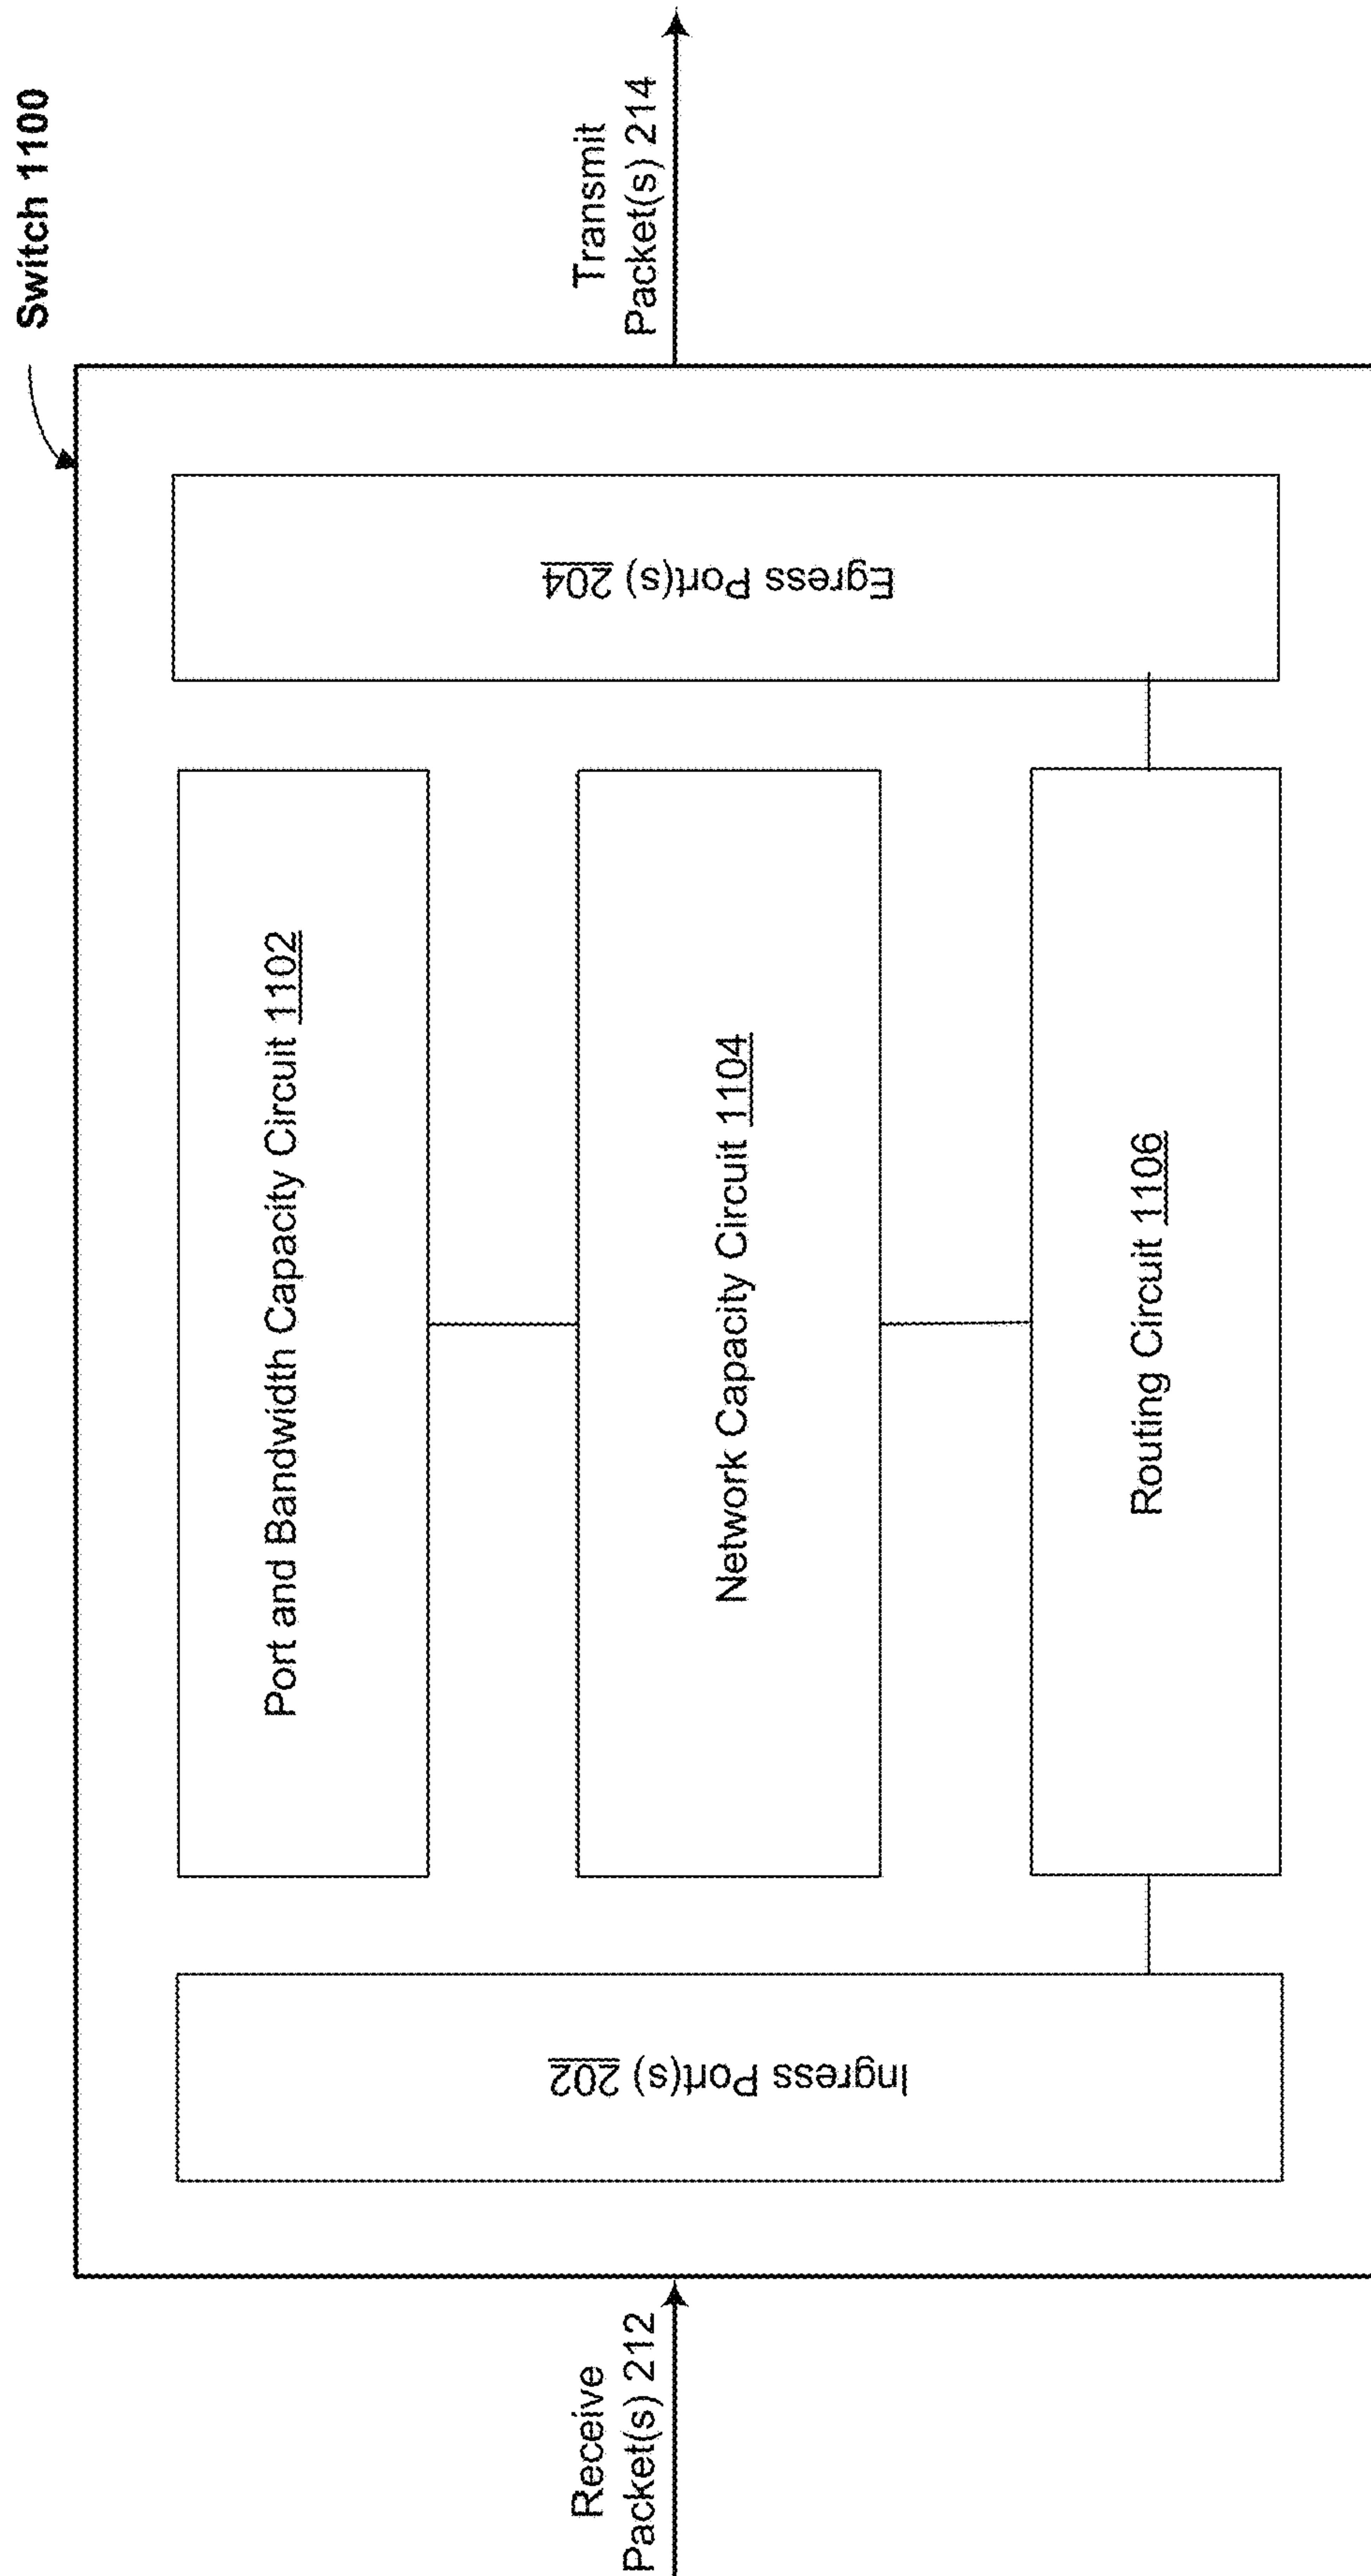 Switch 1100
Receive
Packet(s) 212
Ingress Port(s) 202
Port and Bandwidth Capacity Circuit 1102
Network Capacity Circuit 1104
Routing Circuit 1106
Egress Port(s) 204
Transmit
Packet(s) 214